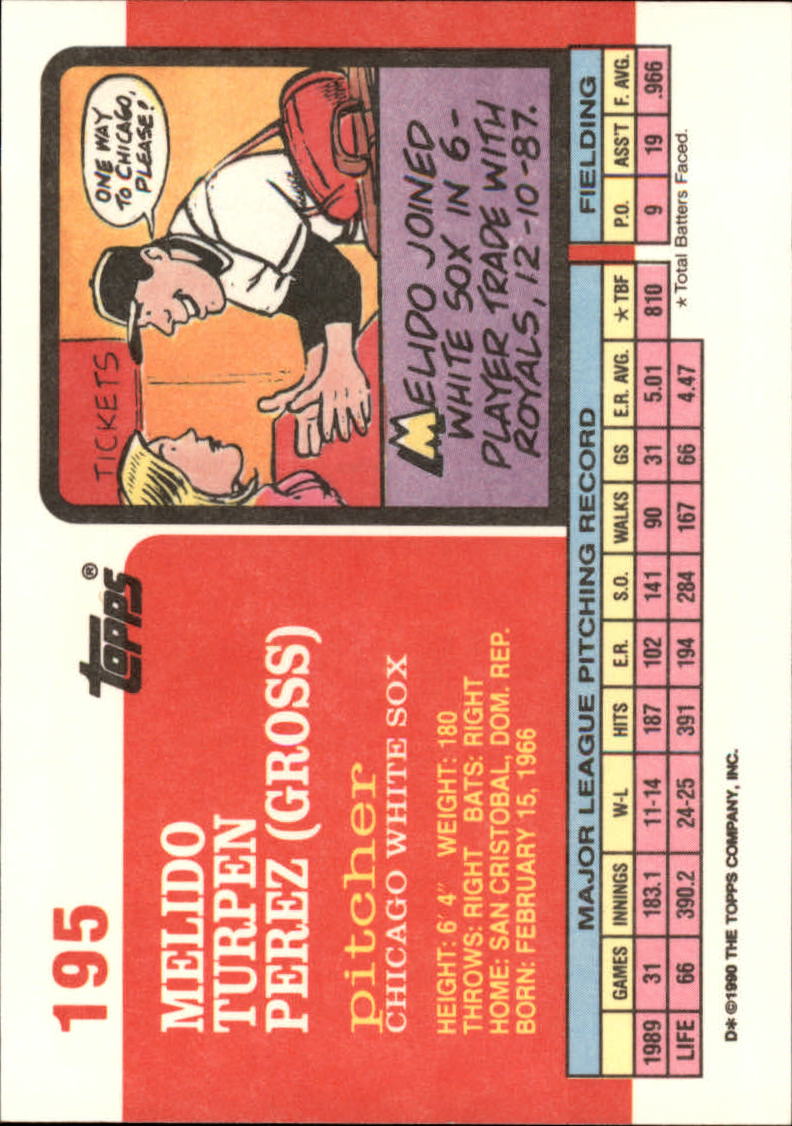 195
Topps®
MELIDO
TURPEN
PEREZ (GROSS)
pitcher
CHICAGO WHITE SOX
HEIGHT: 6' 4" WEIGHT: 180
THROWS: RIGHT BATS: RIGHT
HOME: SAN CRISTOBAL, DOM. REP.
BORN: FEBRUARY 15, 1966
TICKETS
ONE WAY
TO CHICAGO,
PLEASE!
MELIDO JOINED
WHITE SOX IN 6-
PLAYER TRADE WITH
ROYALS, 12-10-87.
MAJOR LEAGUE PITCHING RECORD FIELDING
GAMES INNINGS W-L HITS E.R. S.O. WALKS GS E.R. AVG. ★TBF P.O. ASS'T F. AVG.
1989 31 183.1 11-14 187 102 141 90 31 5.01 810 9 19 .966
LIFE 66 390.2 24-25 391 194 284 167 66 4.47
★Total Batters Faced.
D* ©1990 THE TOPPS COMPANY, INC.